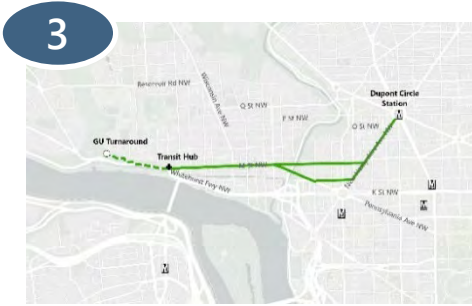 3
Reservoir Rd NW
Wisconsin Ave NW
Q St NW
P St NW
Dupont Circle
Station
Q St NW
GU Turnaround
Transit Hub
M St NW
Whitehurst Fwy NW
K St NW
Pennsylvania Ave NW
M
M
M
M